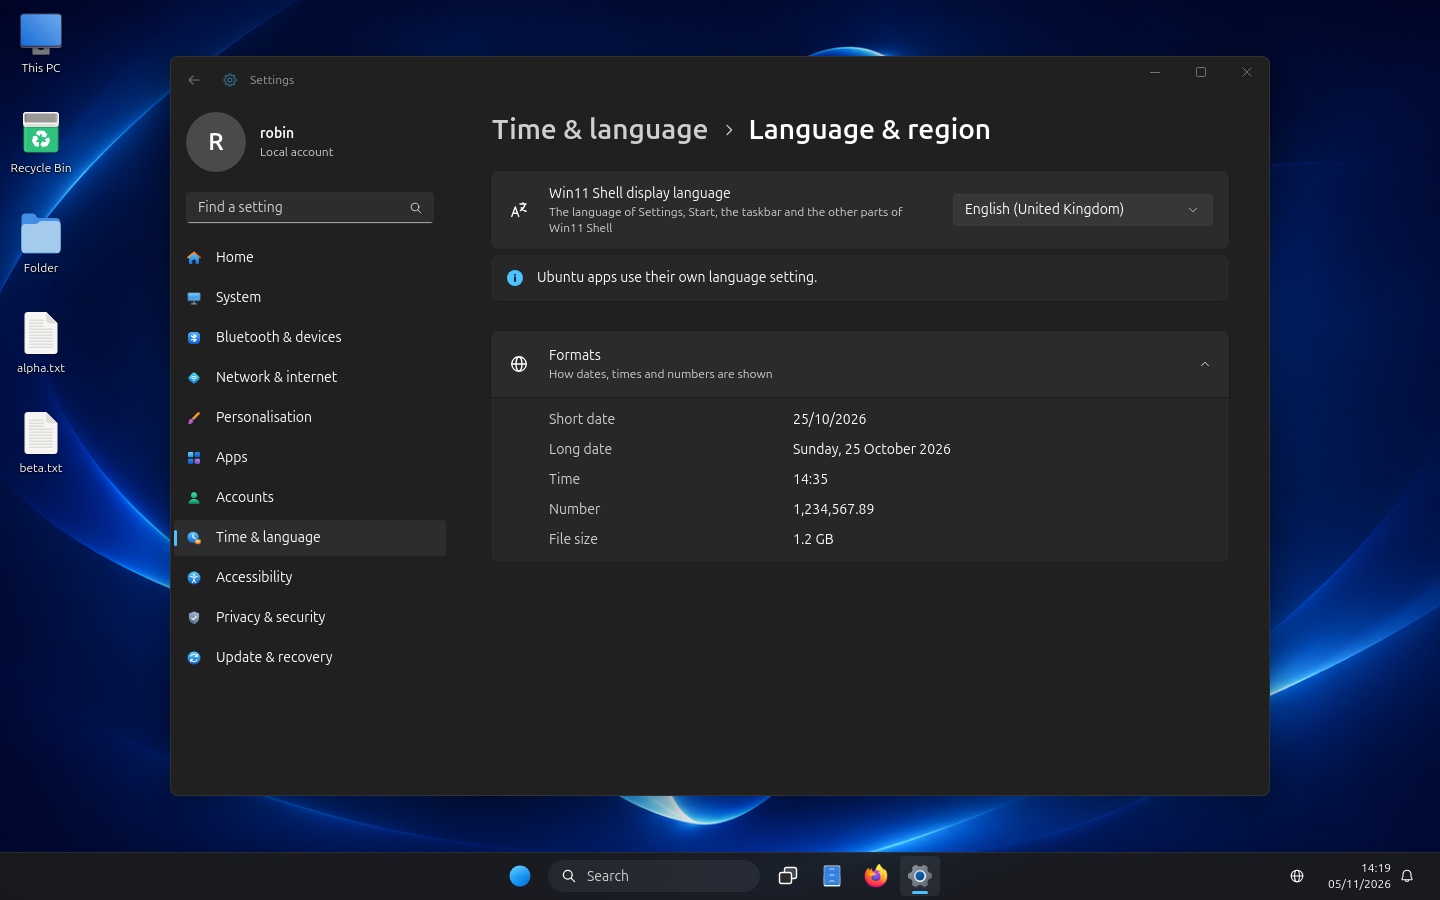 This PC
Recycle Bin
Folder
alpha.txt
beta.txt
Settings
R
robin
Local account
Find a setting
Home
System
Bluetooth & devices
Network & internet
Personalisation
Apps
Accounts
Time & language
Accessibility
Privacy & security
Update & recovery
Time & language › Language & region
Win11 Shell display language
The language of Settings, Start, the taskbar and the other parts of
Win11 Shell
English (United Kingdom)
Ubuntu apps use their own language setting.
Formats
How dates, times and numbers are shown
Short date 25/10/2026
Long date Sunday, 25 October 2026
Time 14:35
Number 1,234,567.89
File size 1.2 GB
Search
14:19
05/11/2026